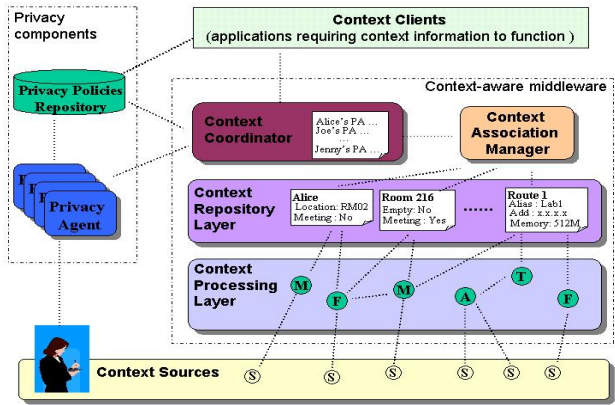 Privacy
components
Context Clients
(applications requiring context information to function )
Privacy Policies
Repository
Context-aware middleware
Context
Coordinator
Alice's PA ...
Joe's PA ...
...
Jenny's PA ...
Context
Association
Manager
Privacy
Agent
Context
Repository
Layer
Alice
Location: RM02
Meeting : No
Room 216
Empty: No
Meeting : Yes
......
Route 1
Alias : Lab1
Add : x.x.x.x
Memory: 512M
Context
Processing
Layer
M
F
M
A
T
F
Context Sources
S
S
S
S
S
S